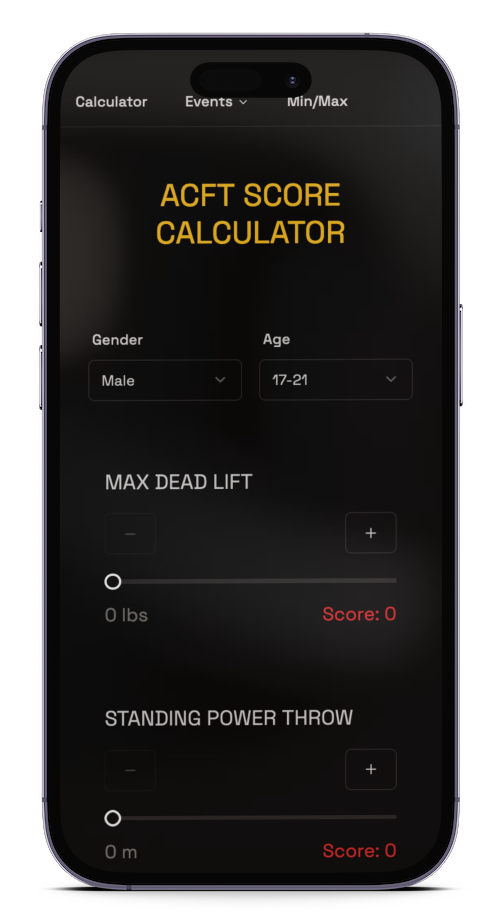 Calculator Events Min/Max
ACFT SCORE
CALCULATOR
Gender Age
Male 17-21
MAX DEAD LIFT
− +
0 lbs Score: 0
STANDING POWER THROW
− +
0 m Score: 0